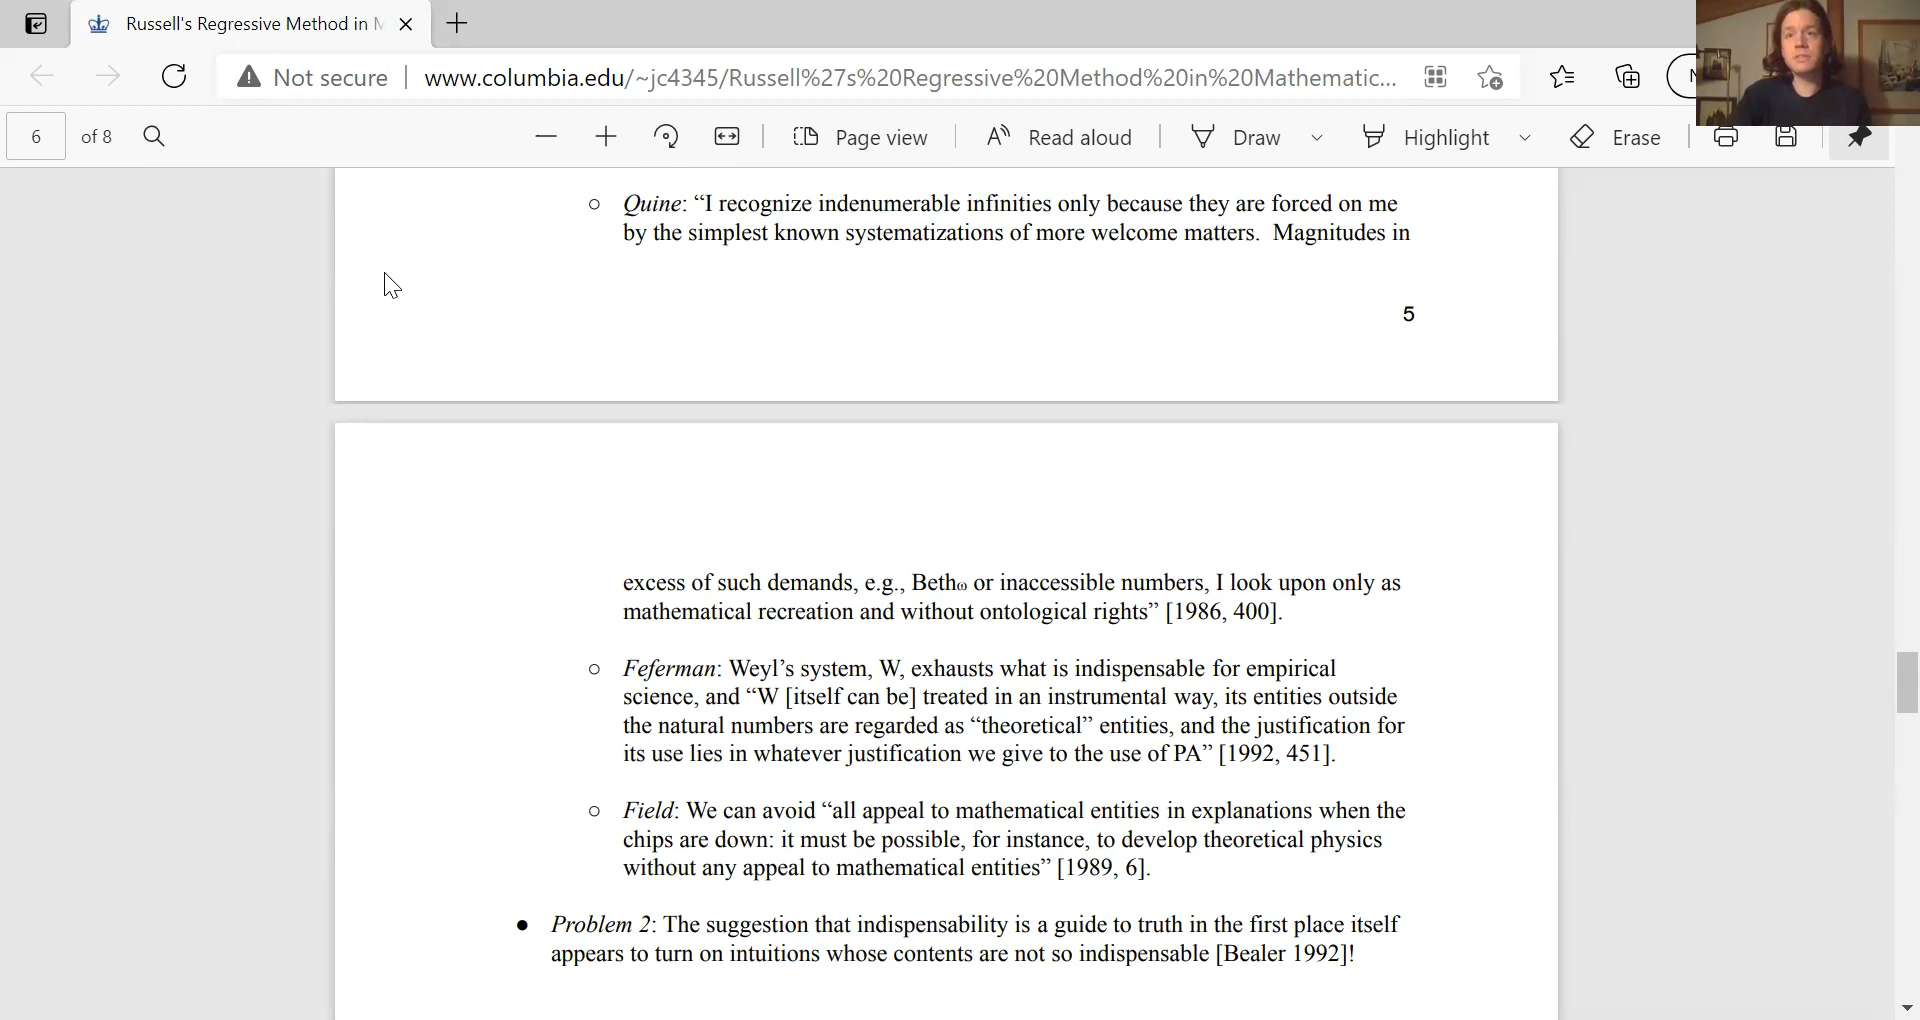 Russell's Regressive Method in M
Not secure
www.columbia.edu/~jc4345/Russell%27s%20Regressive%20Method%20in%20Mathematic...
6 of 8
Page view
Read aloud
Draw
Highlight
Erase
○ Quine: “I recognize indenumerable infinities only because they are forced on me
by the simplest known systematizations of more welcome matters. Magnitudes in
5
excess of such demands, e.g., Bethω or inaccessible numbers, I look upon only as
mathematical recreation and without ontological rights” [1986, 400].
○ Feferman: Weyl’s system, W, exhausts what is indispensable for empirical
science, and “W [itself can be] treated in an instrumental way, its entities outside
the natural numbers are regarded as “theoretical” entities, and the justification for
its use lies in whatever justification we give to the use of PA” [1992, 451].
○ Field: We can avoid “all appeal to mathematical entities in explanations when the
chips are down: it must be possible, for instance, to develop theoretical physics
without any appeal to mathematical entities” [1989, 6].
● Problem 2: The suggestion that indispensability is a guide to truth in the first place itself
appears to turn on intuitions whose contents are not so indispensable [Bealer 1992]!